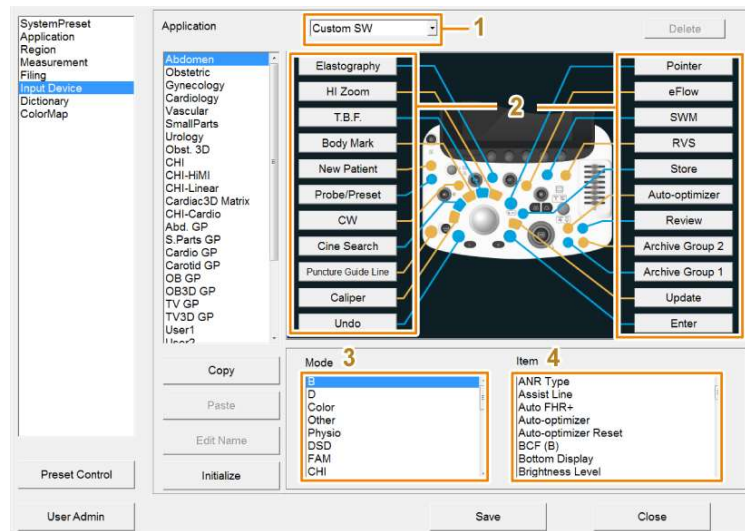 SystemPreset
Application
Region
Measurement
Filing
Input Device
Dictionary
ColorMap
Preset Control
User Admin
Application
Custom SW
1
Delete
Abdomen
Obstetric
Gynecology
Cardiology
Vascular
SmallParts
Urology
Obst. 3D
CHI
CHI-HiMI
CHI-Linear
Cardiac3D Matrix
CHI-Cardio
Abd. GP
S.Parts GP
Cardio GP
Carotid GP
OB GP
OB3D GP
TV GP
TV3D GP
User1
User2
Copy
Paste
Edit Name
Initialize
Elastography
HI Zoom
T.B.F.
Body Mark
New Patient
Probe/Preset
CW
Cine Search
Puncture Guide Line
Caliper
Undo
2
Pointer
eFlow
SWM
RVS
Store
Auto-optimizer
Review
Archive Group 2
Archive Group 1
Update
Enter
Mode
3
B
D
Color
Other
Physio
DSD
FAM
CHI
Item
4
ANR Type
Assist Line
Auto FHR+
Auto-optimizer
Auto-optimizer Reset
BCF (B)
Bottom Display
Brightness Level
Save
Close